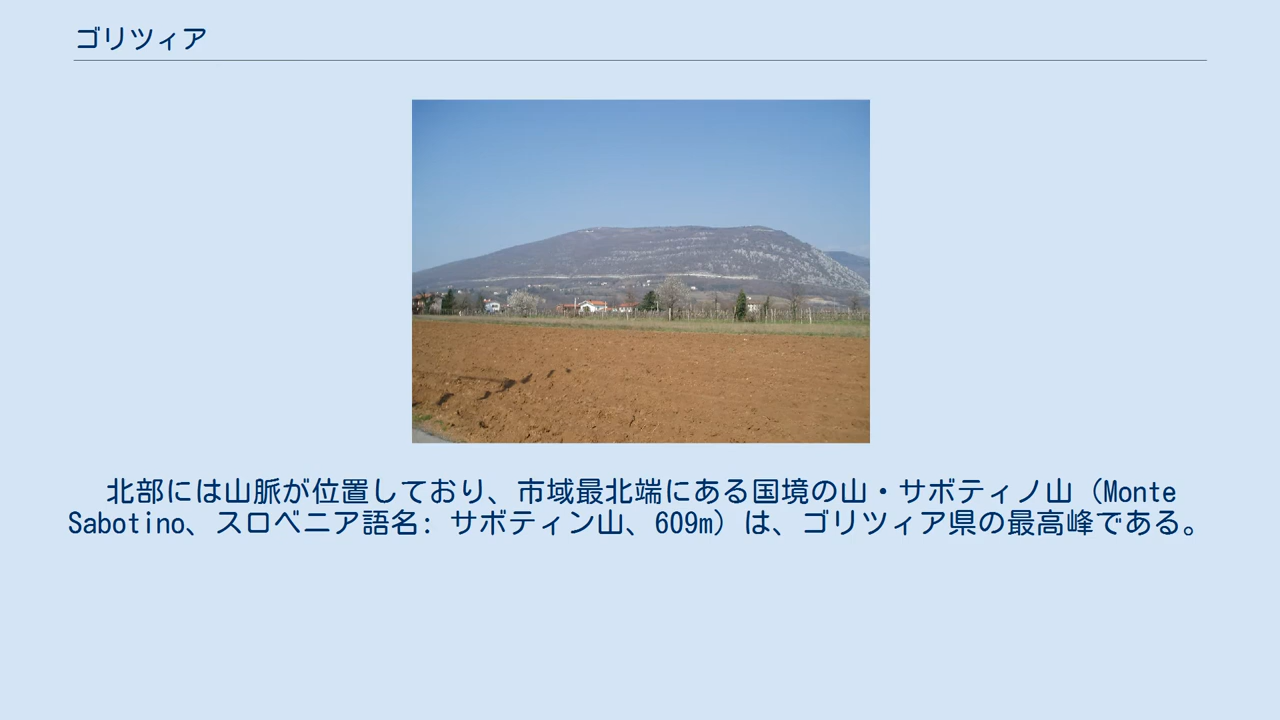 ゴリツィア
北部には山脈が位置しており、市域最北端にある国境の山・サボティノ山（Monte
Sabotino、スロベニア語名: サボティン山、609m）は、ゴリツィア県の最高峰である。